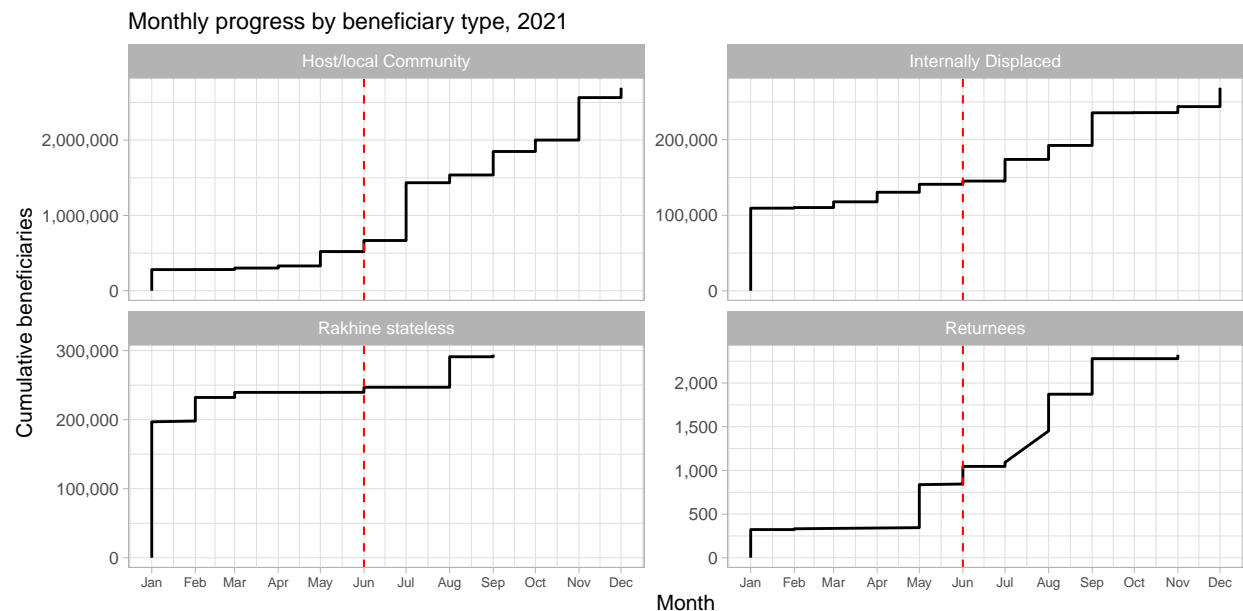 Monthly progress by beneficiary type, 2021
Host/local Community
Internally Displaced
2,000,000
1,000,000
0
200,000
100,000
0
Rakhine stateless
Returnees
300,000
200,000
100,000
0
2,000
1,500
1,000
500
0
Jan Feb Mar Apr May Jun Jul Aug Sep Oct Nov Dec
Jan Feb Mar Apr May Jun Jul Aug Sep Oct Nov Dec
Month
Cumulative beneficiaries